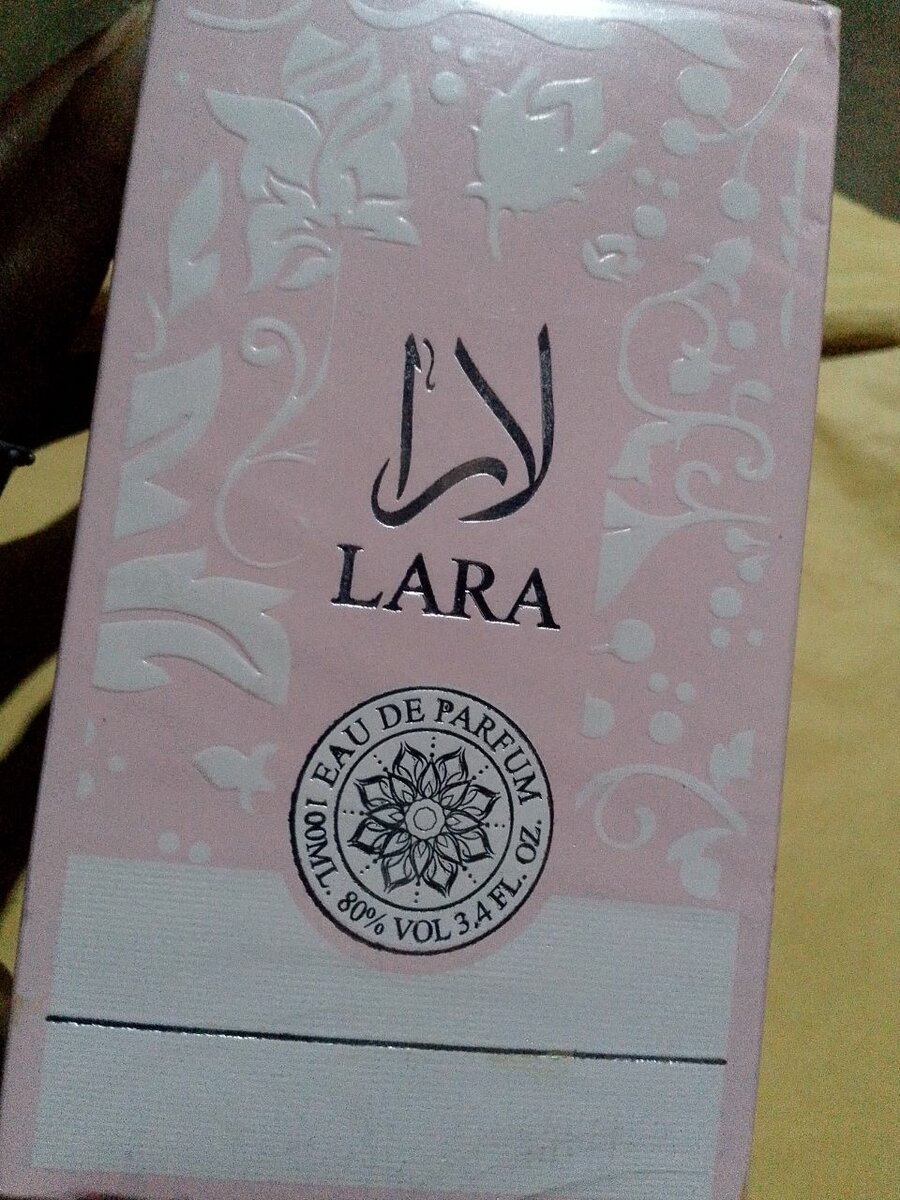 لارا
LARA
EAU DE PARFUM
100ML. 80% VOL 3.4 FL. OZ.